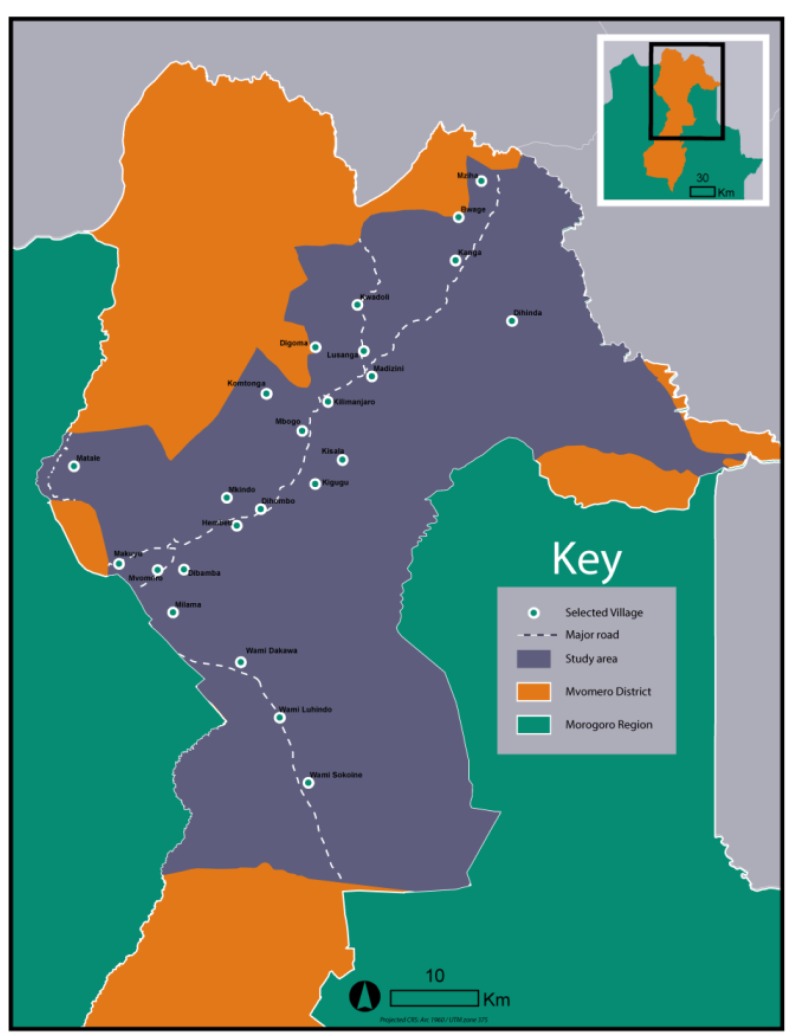 30
Km
Mziha
Bwage
Kanga
Kwadoli
Dihinda
Digoma
Lusanga
Madizini
Komtonga
Kilimanjaro
Mbogo
Kisala
Matale
Kigugu
Mkindo
Dihombo
Hembeti
Makuyu
Mvomero
Dibamba
Milama
Wami Dakawa
Wami Luhindo
Wami Sokoine
Key
Selected Village
Major road
Study area
Mvomero District
Morogoro Region
10
Km
Projected CRS: Arc 1960 / UTM zone 37S